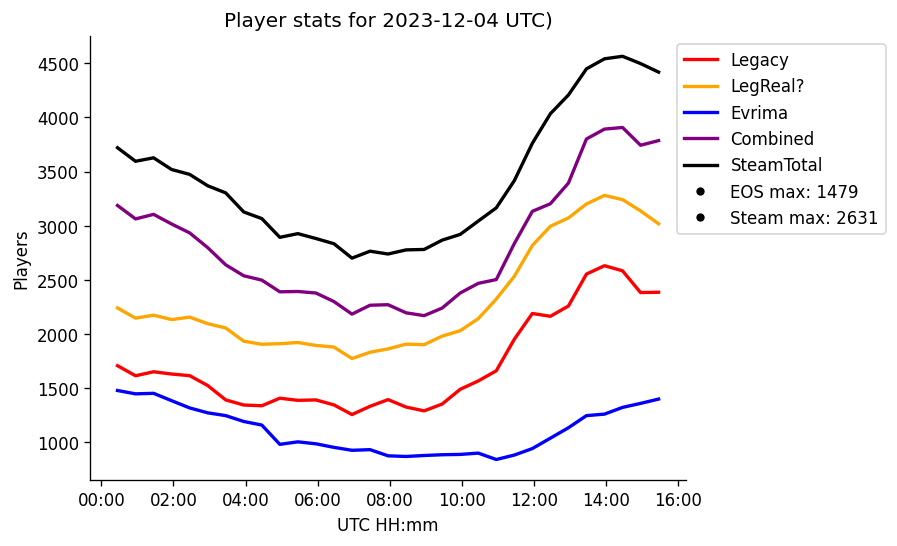 Player stats for 2023-12-04 UTC)
Players
4500
4000
3500
3000
2500
2000
1500
1000
00:00 02:00 04:00 06:00 08:00 10:00 12:00 14:00 16:00
UTC HH:mm
Legacy
LegReal?
Evrima
Combined
SteamTotal
EOS max: 1479
Steam max: 2631